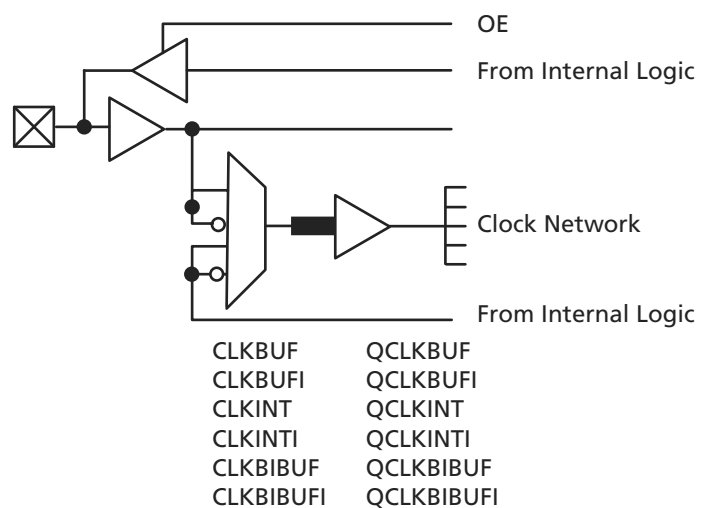 OE
From Internal Logic
Clock Network
From Internal Logic
CLKBUF QCLKBUF
CLKBUFI QCLKBUFI
CLKINT QCLKINT
CLKINTI QCLKINTI
CLKBIBUF QCLKBIBUF
CLKBIBUFI QCLKBIBUFI